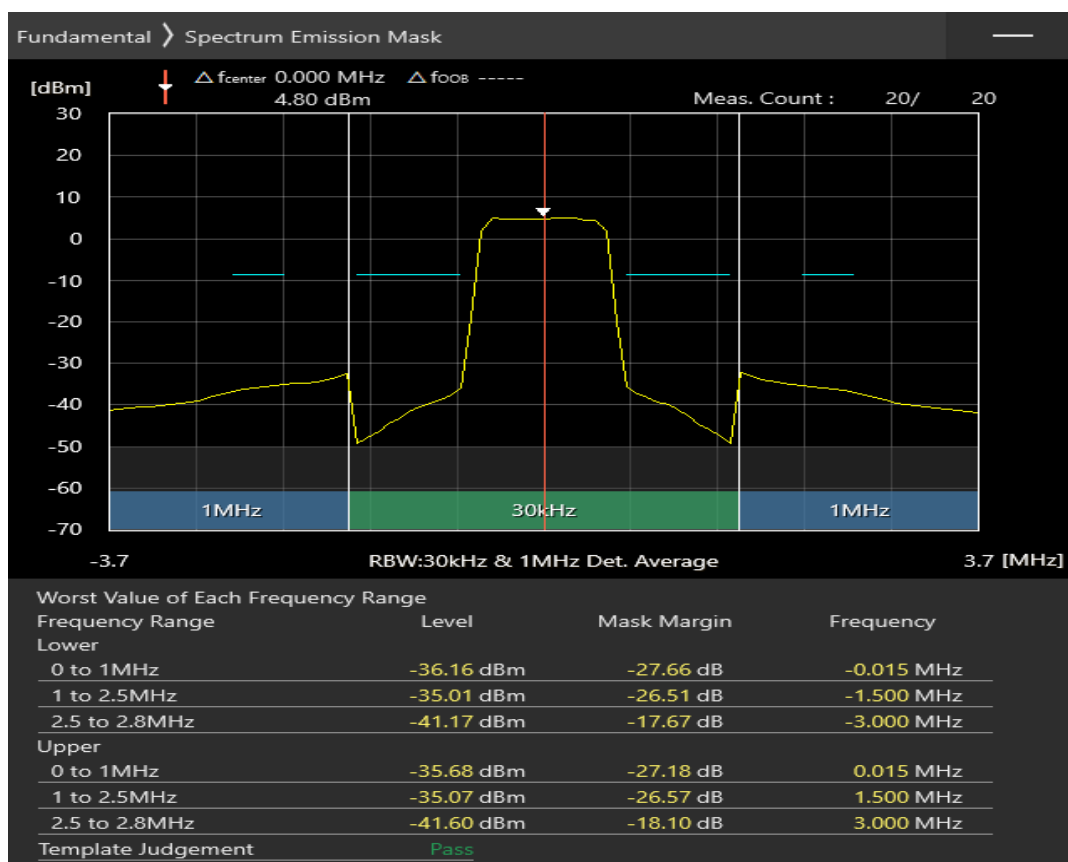 Fundamental 〉 Spectrum Emission Mask
△ fcenter 0.000 MHz △ fOOB -----
[dBm]
4.80 dBm Meas. Count : 20/ 20
30
20
10
0
-10
-20
-30
-40
-50
-60
1MHz 30kHz 1MHz
-70
-3.7 RBW:30kHz & 1MHz Det. Average 3.7 [MHz]
Worst Value of Each Frequency Range
Frequency Range Level Mask Margin Frequency
Lower
0 to 1MHz -36.16 dBm -27.66 dB -0.015 MHz
1 to 2.5MHz -35.01 dBm -26.51 dB -1.500 MHz
2.5 to 2.8MHz -41.17 dBm -17.67 dB -3.000 MHz
Upper
0 to 1MHz -35.68 dBm -27.18 dB 0.015 MHz
1 to 2.5MHz -35.07 dBm -26.57 dB 1.500 MHz
2.5 to 2.8MHz -41.60 dBm -18.10 dB 3.000 MHz
Template Judgement Pass